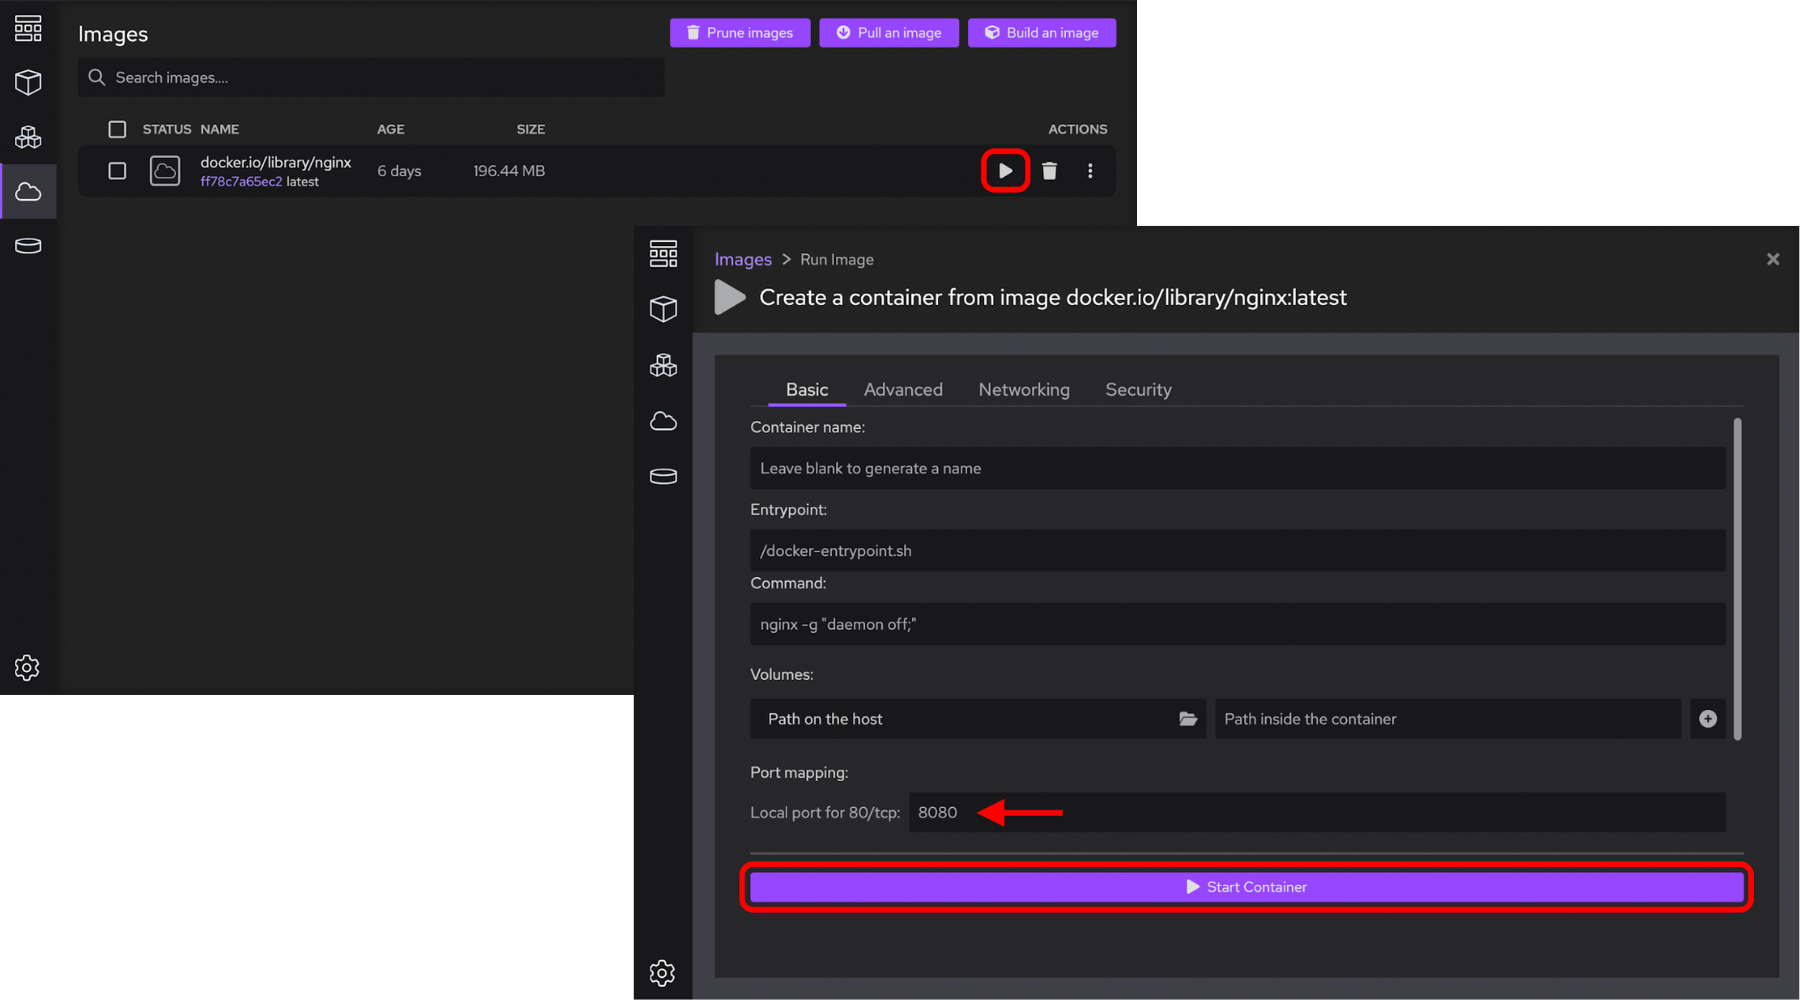 Images
Prune images
Pull an image
Build an image
Search images....
STATUS NAME AGE SIZE ACTIONS
docker.io/library/nginx 6 days 196.44 MB
ff78c7a65ec2 latest
Images > Run Image
Create a container from image docker.io/library/nginx:latest
Basic Advanced Networking Security
Container name:
Leave blank to generate a name
Entrypoint:
/docker-entrypoint.sh
Command:
nginx -g "daemon off;"
Volumes:
Path on the host Path inside the container
Port mapping:
Local port for 80/tcp: 8080
Start Container